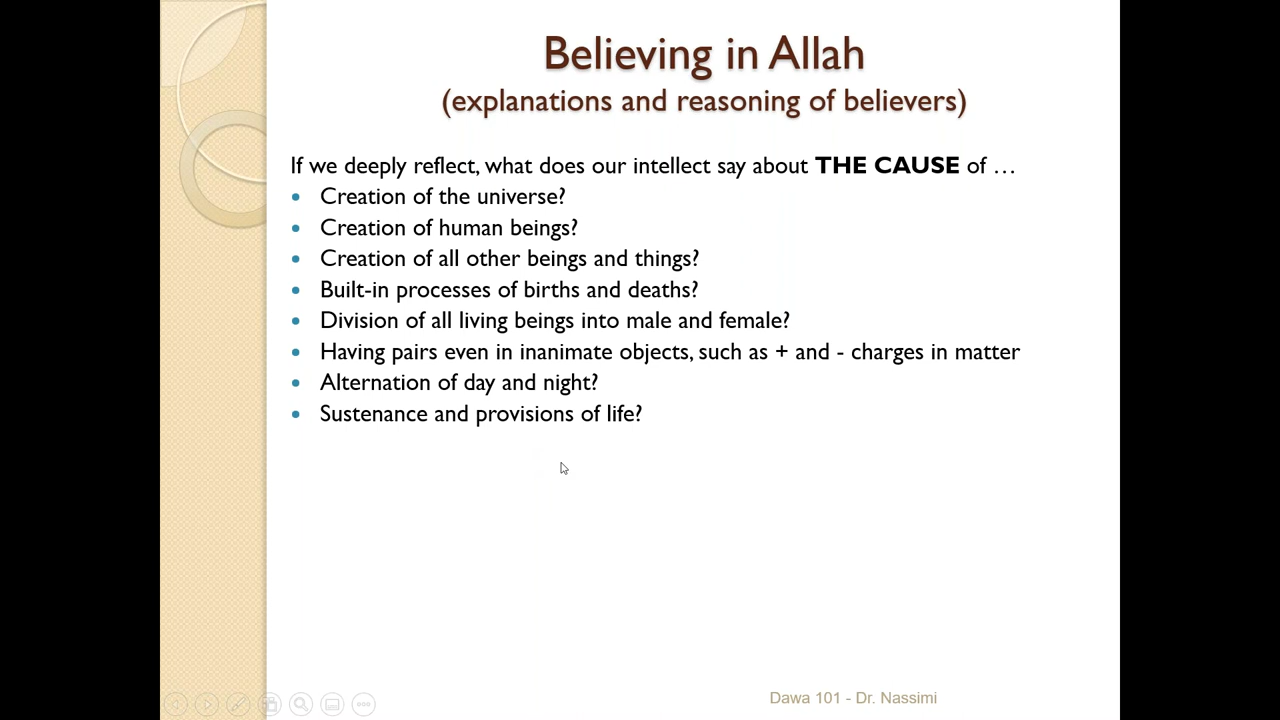 Believing in Allah
(explanations and reasoning of believers)
If we deeply reflect, what does our intellect say about THE CAUSE of …
• Creation of the universe?
• Creation of human beings?
• Creation of all other beings and things?
• Built-in processes of births and deaths?
• Division of all living beings into male and female?
• Having pairs even in inanimate objects, such as + and - charges in matter
• Alternation of day and night?
• Sustenance and provisions of life?
Dawa 101 - Dr. Nassimi